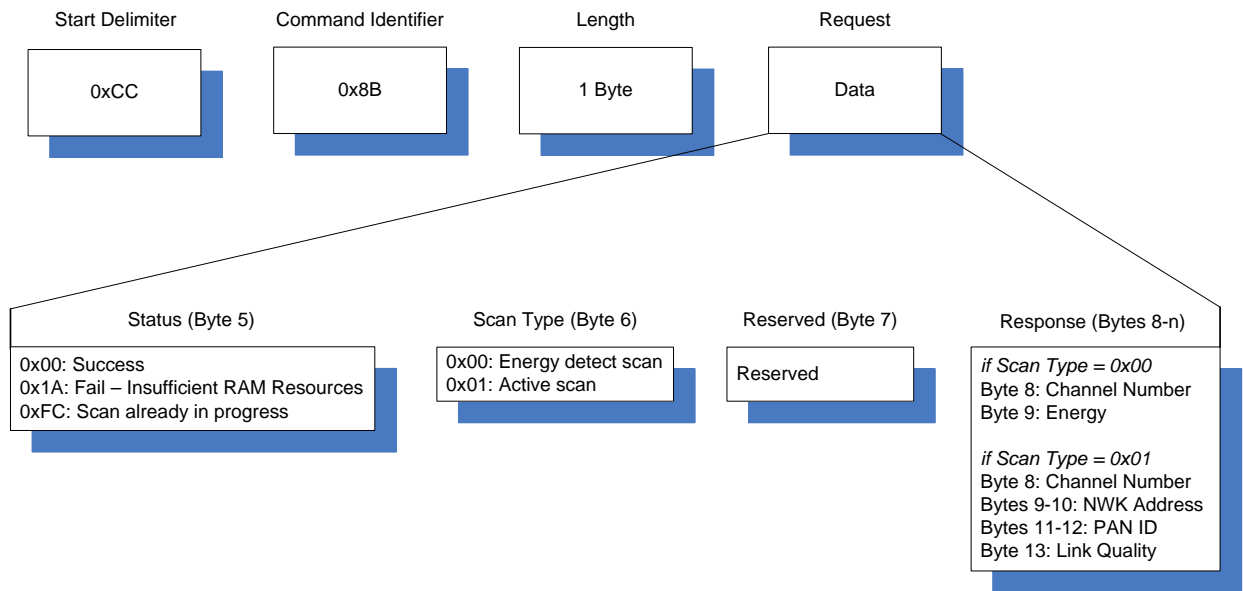 Start Delimiter
Command Identifier
Length
Request
0xCC
0x8B
1 Byte
Data
Status (Byte 5)
0x00: Success
0x1A: Fail – Insufficient RAM Resources
0xFC: Scan already in progress
Scan Type (Byte 6)
0x00: Energy detect scan
0x01: Active scan
Reserved (Byte 7)
Reserved
Response (Bytes 8-n)
if Scan Type = 0x00
Byte 8: Channel Number
Byte 9: Energy
if Scan Type = 0x01
Byte 8: Channel Number
Bytes 9-10: NWK Address
Bytes 11-12: PAN ID
Byte 13: Link Quality